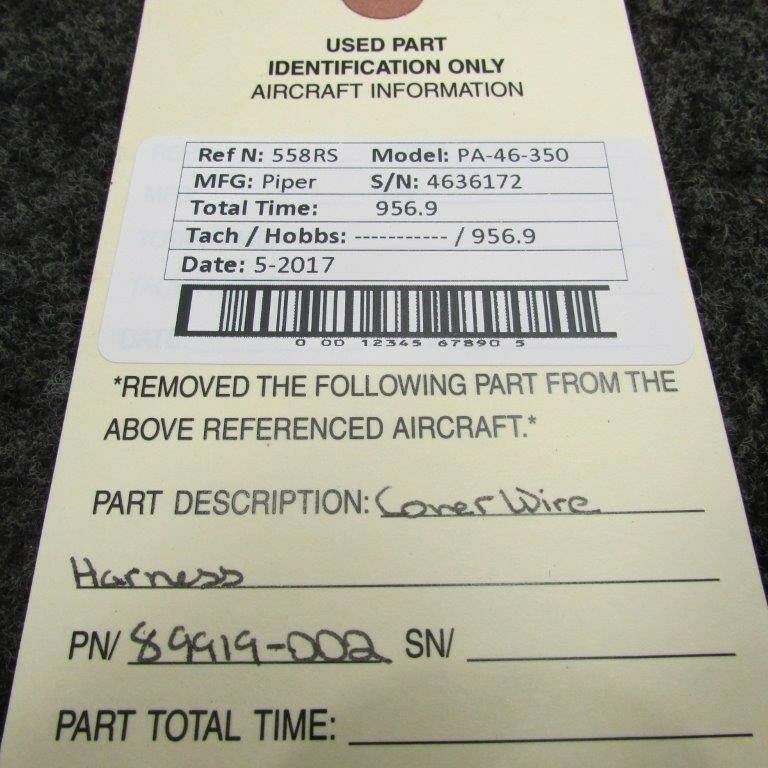 USED PART
IDENTIFICATION ONLY
AIRCRAFT INFORMATION
Ref N: 558RS Model: PA-46-350
MFG: Piper S/N: 4636172
Total Time: 956.9
Tach / Hobbs: ----------- / 956.9
Date: 5-2017
0 00 12345 67890 5
*REMOVED THE FOLLOWING PART FROM THE
ABOVE REFERENCED AIRCRAFT.*
PART DESCRIPTION: Cover Wire
Harness
PN/ 89919-002 SN/
PART TOTAL TIME: